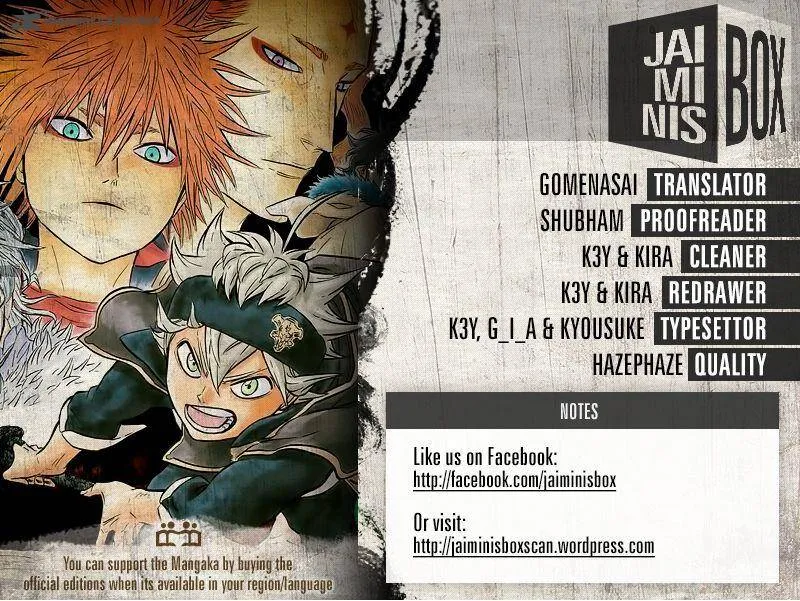 JAI
MI
NIS
BOX
GOMENASAI TRANSLATOR
SHUBHAM PROOFREADER
K3Y & KIRA CLEANER
K3Y & KIRA REDRAWER
K3Y, G_I_A & KYOUSUKE TYPESETTOR
HAZEPHAZE QUALITY
NOTES
Like us on Facebook:
http://facebook.com/jaiminisbox
Or visit:
http://jaiminisboxscan.wordpress.com
You can support the Mangaka by buying the
official editions when its available in your region/language